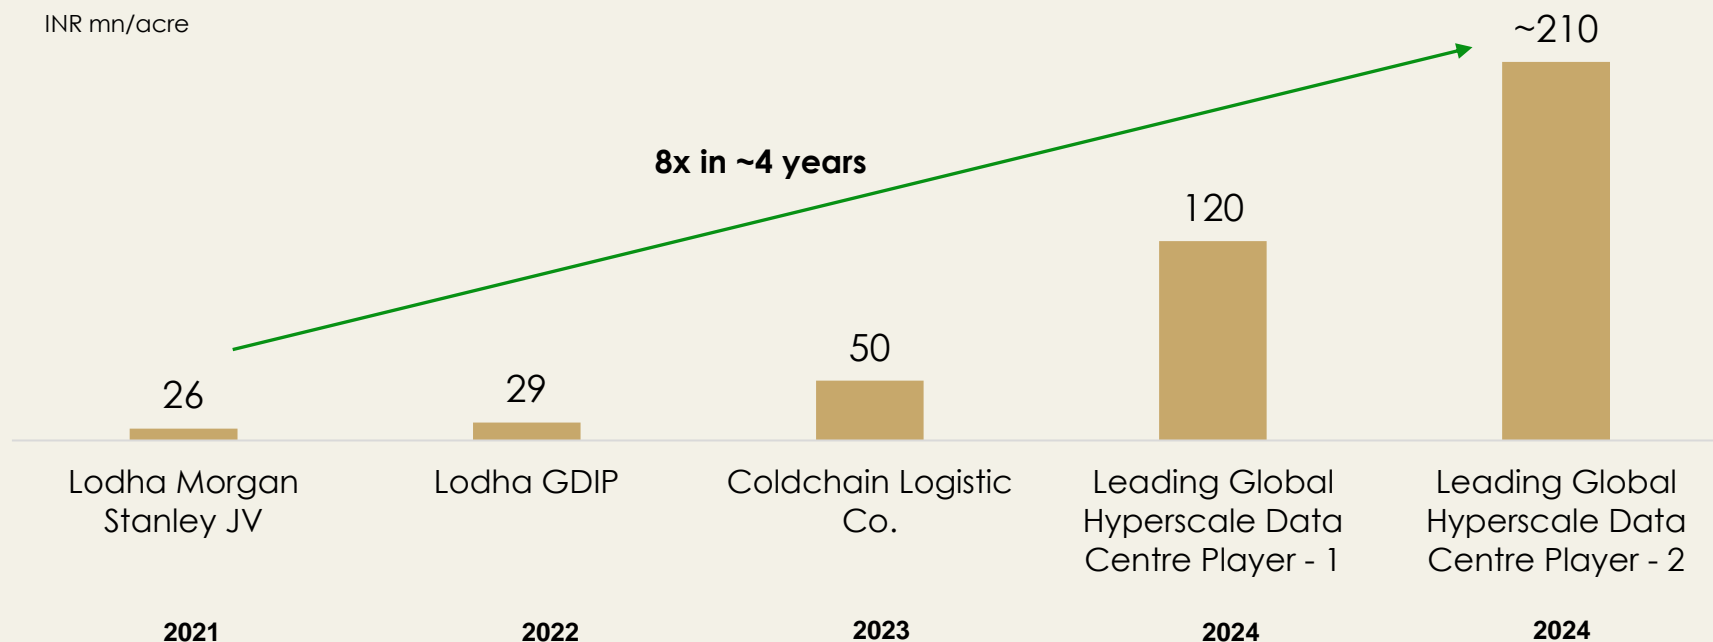 INR mn/acre
~210
8x in ~4 years
120
50
26
29
Lodha Morgan
Stanley JV
Lodha GDIP
Coldchain Logistic
Co.
Leading Global
Hyperscale Data
Centre Player - 1
Leading Global
Hyperscale Data
Centre Player - 2
2021
2022
2023
2024
2024